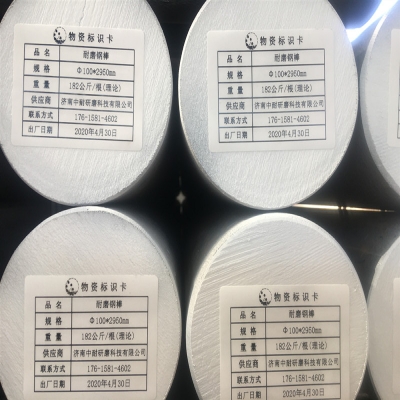 物资标识卡
品名 耐磨钢棒
规格 Φ100*2950mm
重量 182公斤/根(理论)
供应商 济南中耐研磨科技有限公司
联系方式 176-1581-4602
出厂日期 2020年4月30日
物资标识卡
品名 耐磨钢棒
规格 Φ100*2950mm
重量 182公斤/根(理论)
供应商 济南中耐研磨科技有限公司
联系方式 176-1581-4602
出厂日期 2020年4月30日
物资标识卡
品名 耐磨钢棒
规格 Φ100*2950mm
重量 182公斤/根(理论)
供应商 济南中耐研磨科技有限公司
联系方式 176-1581-4602
出厂日期 2020年4月30日
物资标识卡
品名 耐磨钢棒
规格 Φ100*2950mm
重量 182公斤/根(理论)
供应商 济南中耐研磨科技有限公司
联系方式 176-1581-4602
出厂日期 2020年4月30日